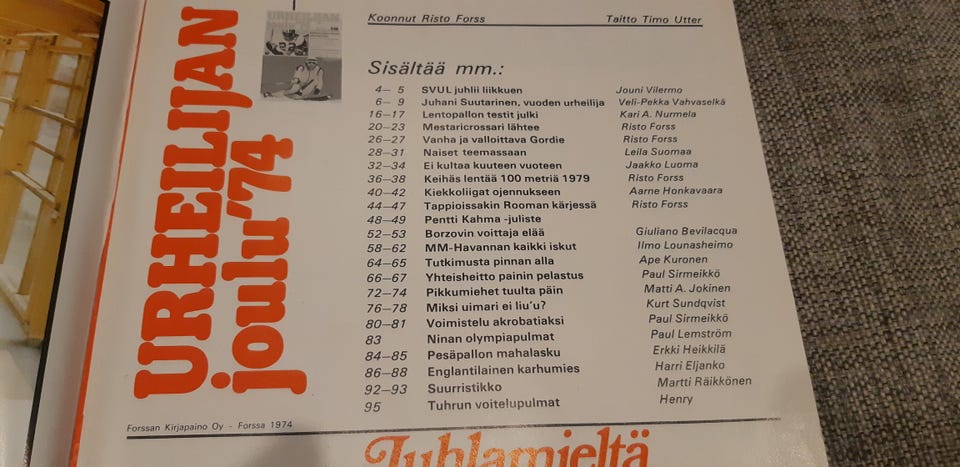 URHEILIJAN
joulu'74
Koonnut Risto Forss Taitto Timo Utter
Sisältää mm.:
4— 5 SVUL juhlii liikkuen Jouni Vilermo
6— 9 Juhani Suutarinen, vuoden urheilija Veli-Pekka Vahvaselkä
16—17 Lentopallon testit julki Kari A. Nurmela
20—23 Mestaricrossari lähtee Risto Forss
26—27 Vanha ja valloittava Gordie Risto Forss
28—31 Naiset teemassaan Leila Suomaa
32—34 Ei kultaa kuuteen vuoteen Jaakko Luoma
36—38 Keihäs lentää 100 metriä 1979 Risto Forss
40—42 Kiekkoliigat ojennukseen Aarne Honkavaara
44—47 Tappioissakin Rooman kärjessä Risto Forss
48—49 Pentti Kahma -juliste
52—53 Borzovin voittaja elää Giuliano Bevilacqua
58—62 MM-Havannan kaikki iskut Ilmo Lounasheimo
64—65 Tutkimusta pinnan alla Ape Kuronen
66—67 Yhteisheitto painin pelastus Paul Sirmeikkö
72—74 Pikkumiehet tuulta päin Matti A. Jokinen
76—78 Miksi uimari ei liu'u? Kurt Sundqvist
80—81 Voimistelu akrobatiaksi Paul Sirmeikkö
83 Ninan olympiapulmat Paul Lemström
84—85 Pesäpallon mahalasku Erkki Heikkilä
86—88 Englantilainen karhumies Harri Eljanko
92—93 Suurristikko Martti Räikkönen
95 Tuhrun voitelupulmat Henry
Forssan Kirjapaino Oy - Forssa 1974
Juhlamieltä